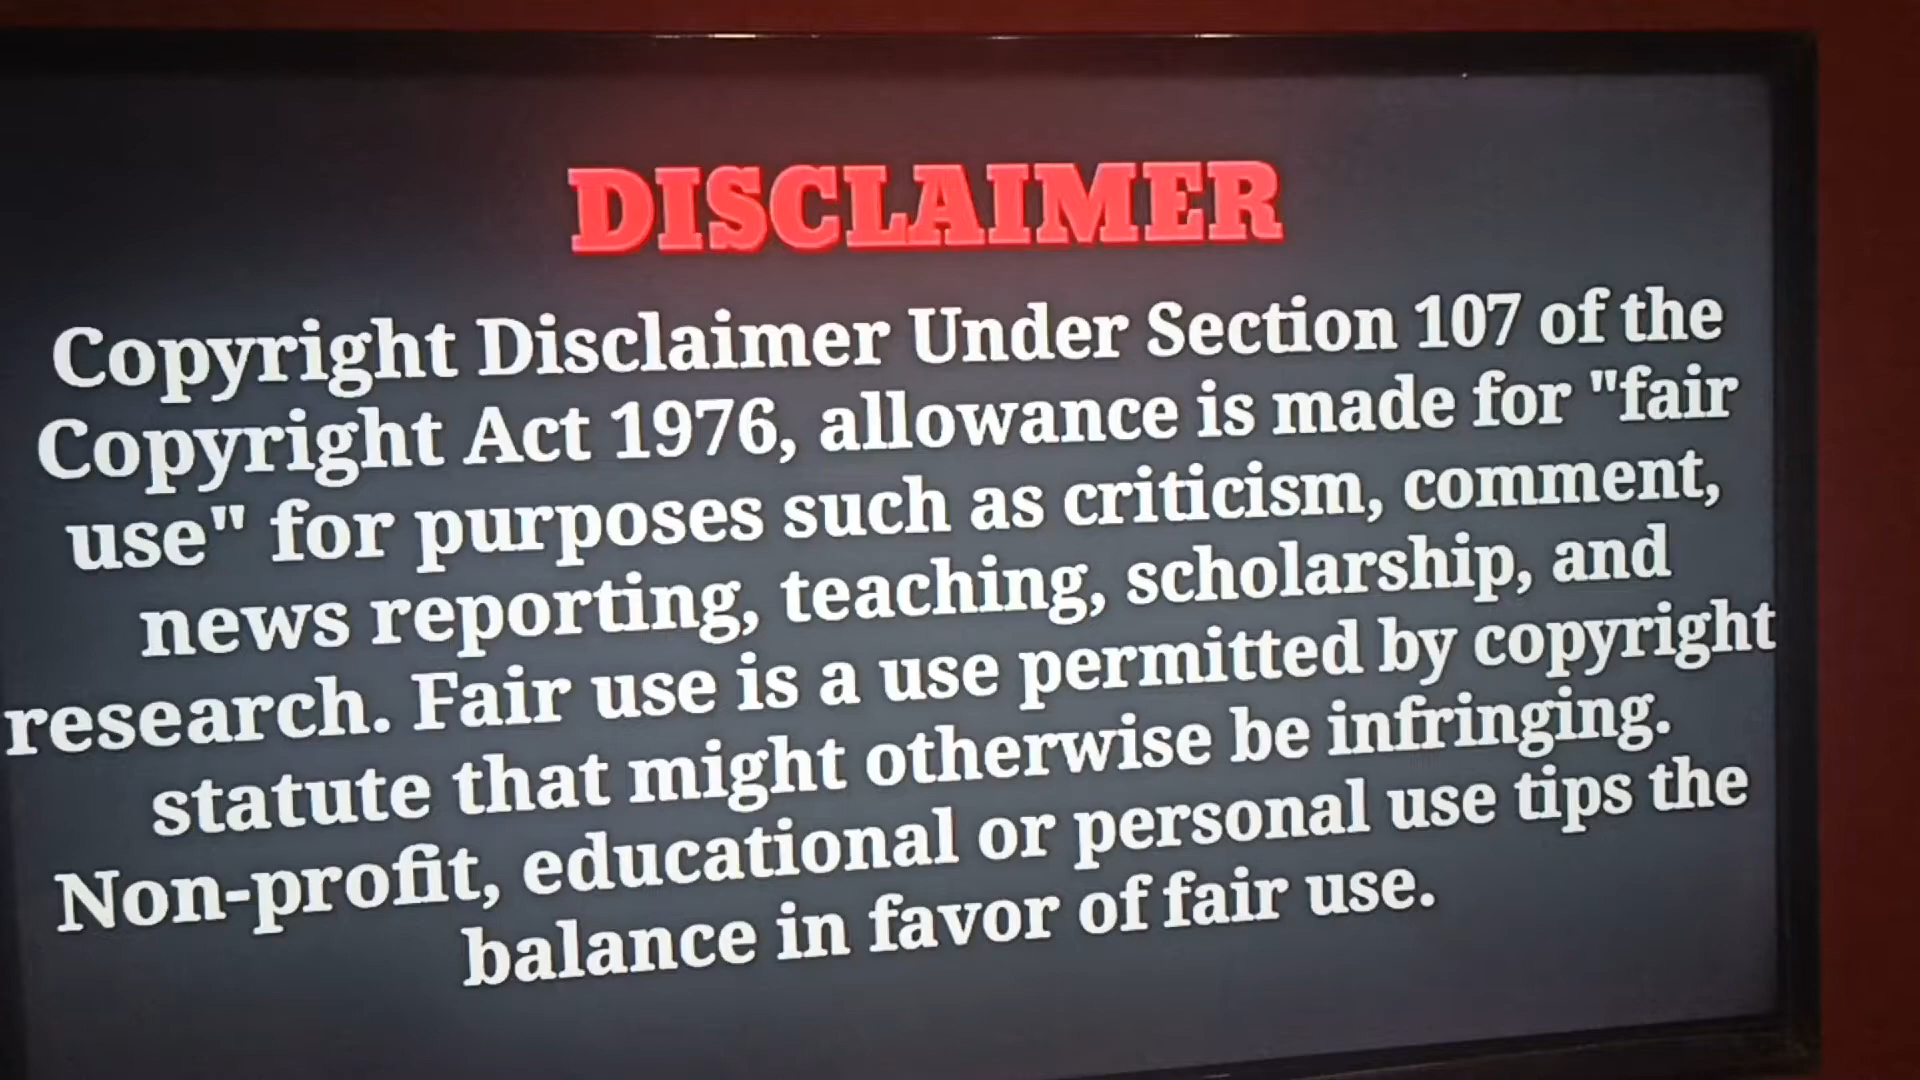 DISCLAIMER
Copyright Disclaimer Under Section 107 of the
Copyright Act 1976, allowance is made for "fair
use" for purposes such as criticism, comment,
news reporting, teaching, scholarship, and
research. Fair use is a use permitted by copyright
statute that might otherwise be infringing.
Non-profit, educational or personal use tips the
balance in favor of fair use.